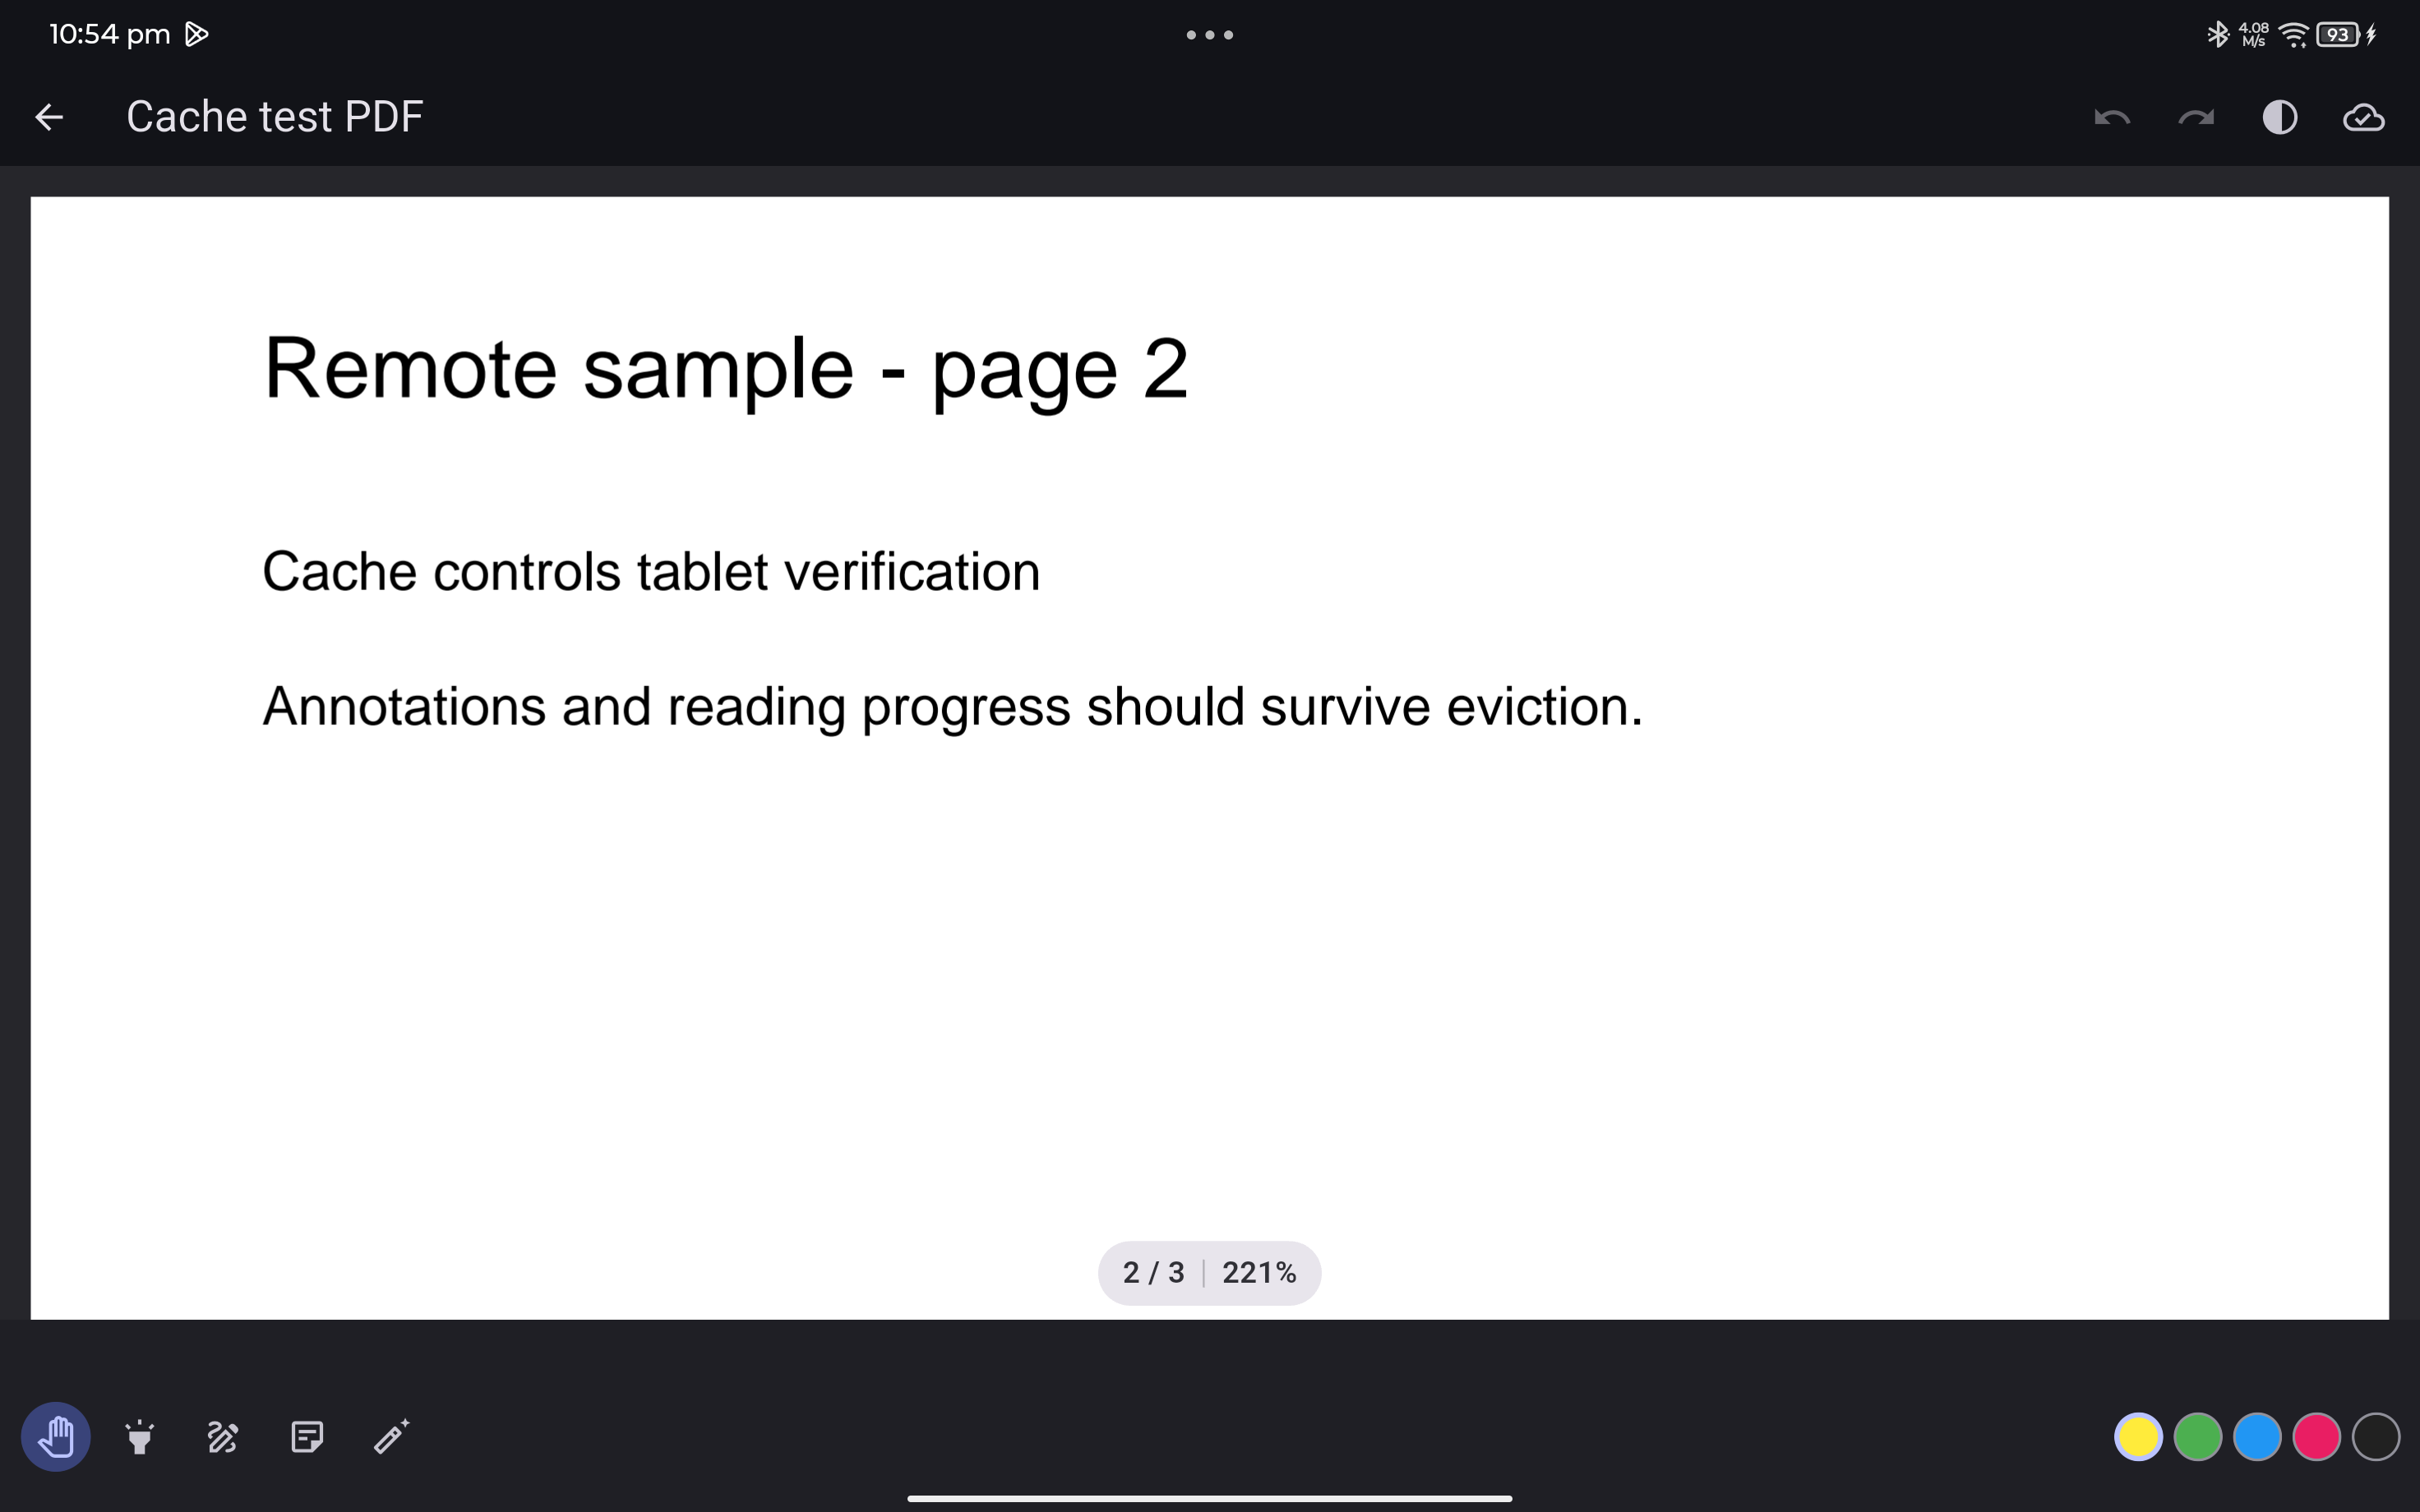 10:54 pm
4.08
M/s
93
Cache test PDF
Remote sample - page 2
Cache controls tablet verification
Annotations and reading progress should survive eviction.
2 / 3 | 221%